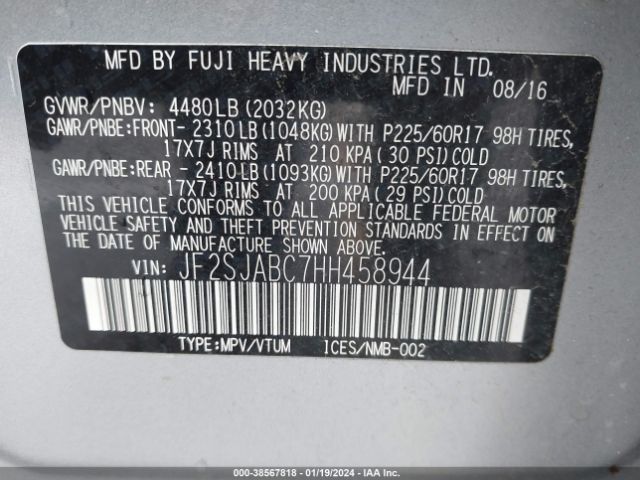 MFD BY FUJI HEAVY INDUSTRIES LTD.
MFD IN 08/16
GVWR/PNBV: 4480LB (2032KG)
GAWR/PNBE:FRONT- 2310LB (1048KG) WITH P225/60R17 98H TIRES,
17X7J RIMS AT 210 KPA( 30 PSI) COLD
GAWR/PNBE:REAR - 2410LB (1093KG) WITH P225/60R17 98H TIRES,
17X7J RIMS AT 200 KPA (29 PSI) COLD
THIS VEHICLE CONFORMS TO ALL APPLICABLE FEDERAL MOTOR
VEHICLE SAFETY AND THEFT PREVENTION STANDARDS IN EFFECT ON
THE DATE OF MANUFACTURE SHOWN ABOVE.
VIN: JF2SJABC7HH458944
TYPE:MPV/VTUM ICES/NMB-002
000-38567818 - 01/19/2024 - IAAI.COM